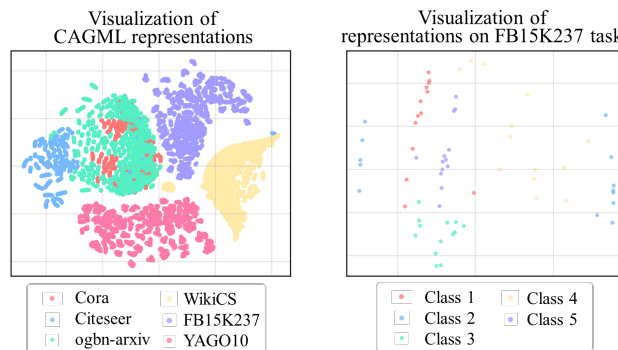 Visualization of
CAGML representations
Cora
Citeseer
ogbn-arxiv
WikiCS
FB15K237
YAGO10
Visualization of
representations on FB15K237 task
Class 1
Class 2
Class 3
Class 4
Class 5